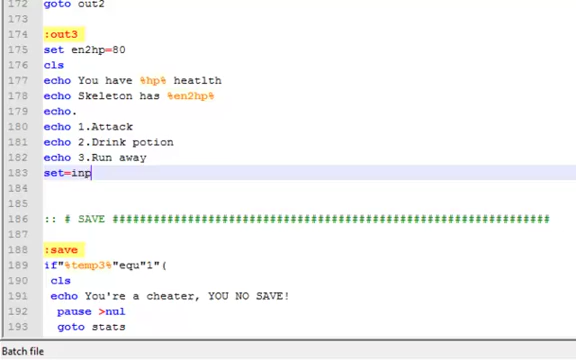 172 goto out2
173
174 :out3
175 set en2hp=80
176 cls
177 echo You have %hp% heatlth
178 echo Skeleton has %en2hp%
179 echo.
180 echo 1.Attack
181 echo 2.Drink potion
182 echo 3.Run away
183 set=inp
184
185
186 :: # SAVE ################################################################
187
188 :save
189 if"%temp3%"equ"1"(
190 cls
191 echo You're a cheater, YOU NO SAVE!
192 pause >nul
193 goto stats
Batch file